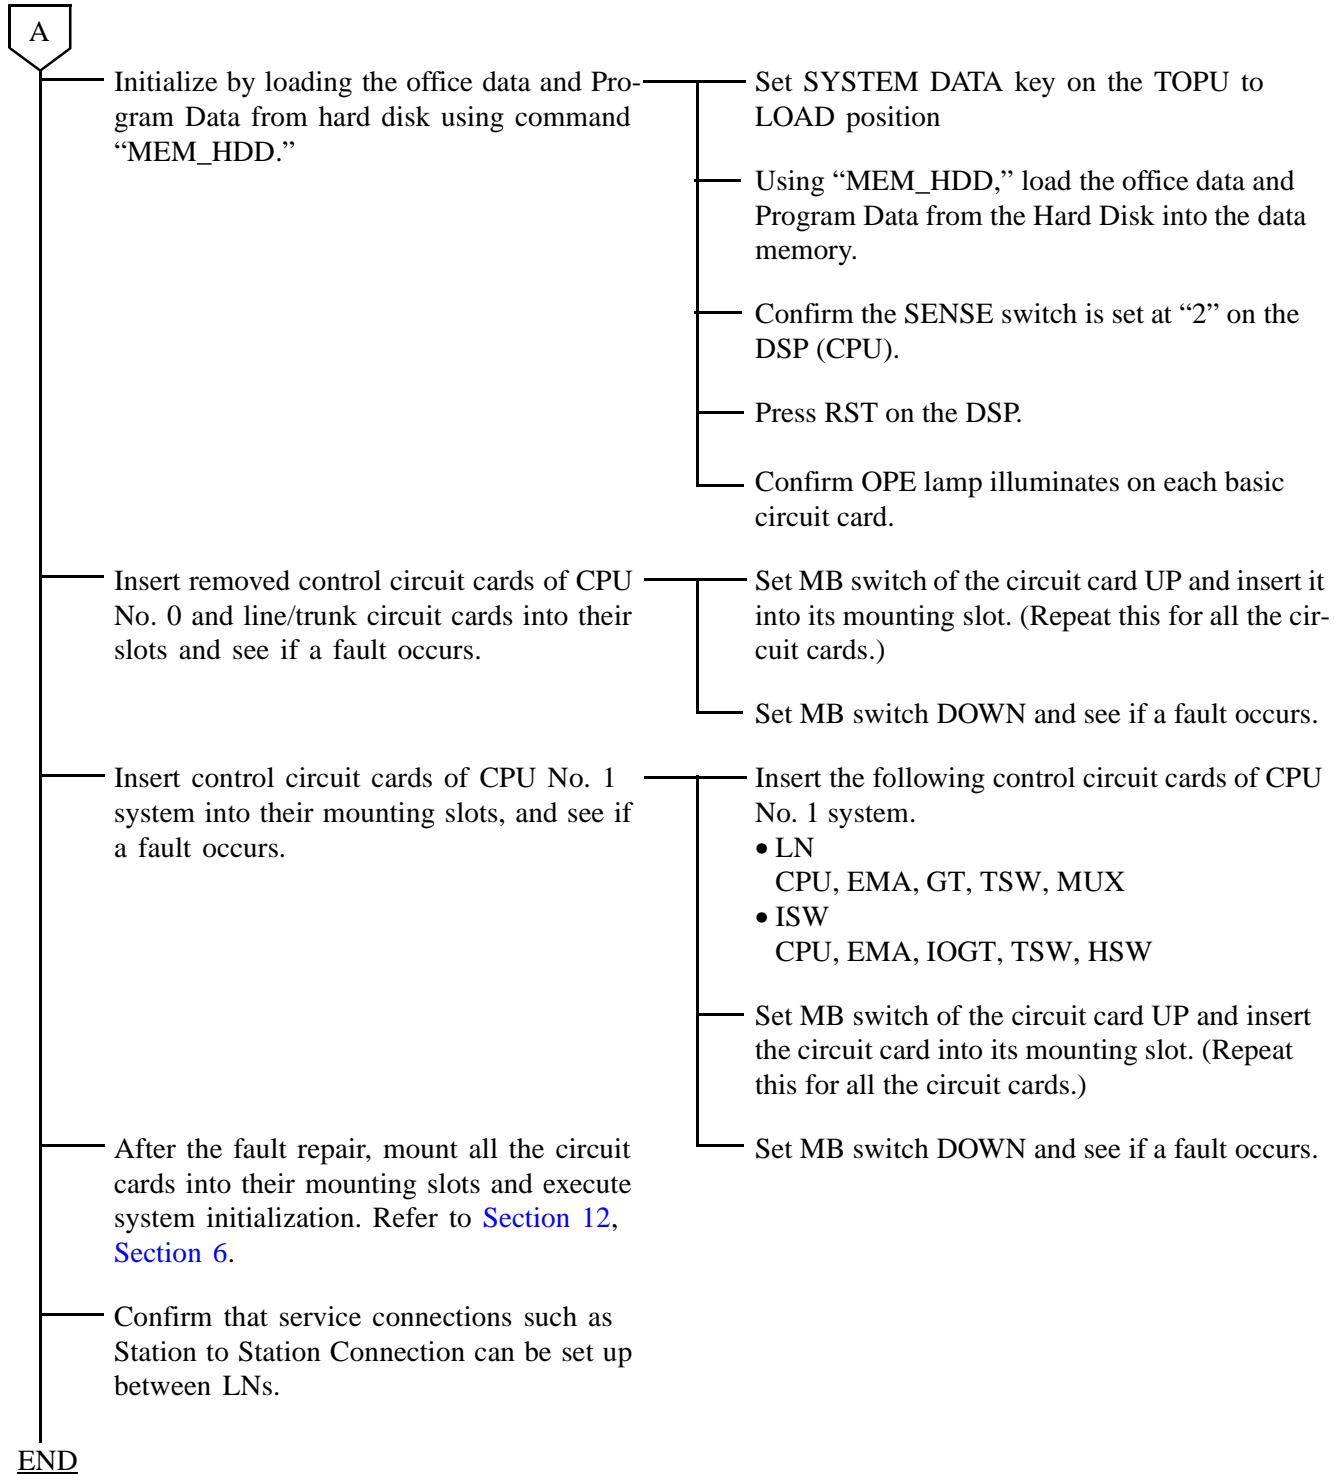 A
Initialize by loading the office data and Pro-
gram Data from hard disk using command
“MEM_HDD.”
Set SYSTEM DATA key on the TOPU to
LOAD position
Using “MEM_HDD,” load the office data and
Program Data from the Hard Disk into the data
memory.
Confirm the SENSE switch is set at “2” on the
DSP (CPU).
Press RST on the DSP.
Confirm OPE lamp illuminates on each basic
circuit card.
Insert removed control circuit cards of CPU
No. 0 and line/trunk circuit cards into their
slots and see if a fault occurs.
Set MB switch of the circuit card UP and insert it
into its mounting slot. (Repeat this for all the cir-
cuit cards.)
Set MB switch DOWN and see if a fault occurs.
Insert control circuit cards of CPU No. 1
system into their mounting slots, and see if
a fault occurs.
Insert the following control circuit cards of CPU
No. 1 system.
• LN
CPU, EMA, GT, TSW, MUX
• ISW
CPU, EMA, IOGT, TSW, HSW
Set MB switch of the circuit card UP and insert
the circuit card into its mounting slot. (Repeat
this for all the circuit cards.)
Set MB switch DOWN and see if a fault occurs.
After the fault repair, mount all the circuit
cards into their mounting slots and execute
system initialization. Refer to Section 12,
Section 6.
Confirm that service connections such as
Station to Station Connection can be set up
between LNs.
END